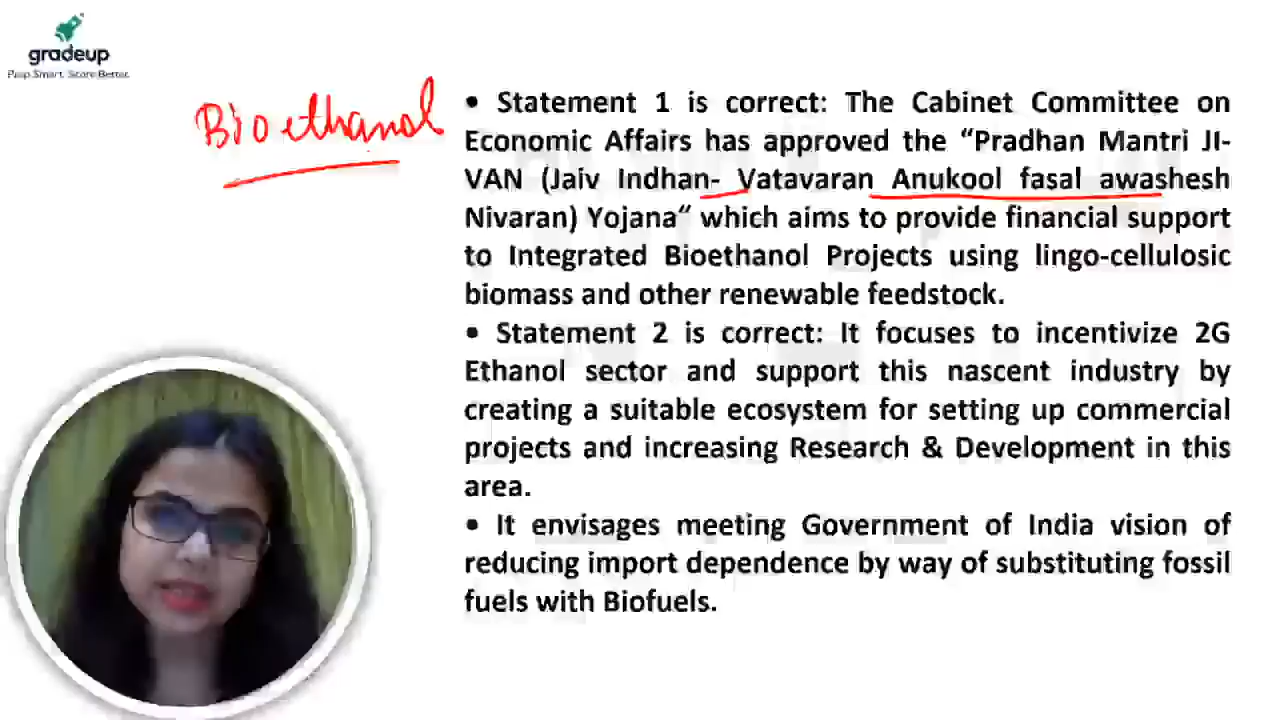 gradeup
Prep Smart. Score Better.
Bioethanol
• Statement 1 is correct: The Cabinet Committee on
Economic Affairs has approved the “Pradhan Mantri JI-
VAN (Jaiv Indhan- Vatavaran Anukool fasal awashesh
Nivaran) Yojana“ which aims to provide financial support
to Integrated Bioethanol Projects using lingo-cellulosic
biomass and other renewable feedstock.
• Statement 2 is correct: It focuses to incentivize 2G
Ethanol sector and support this nascent industry by
creating a suitable ecosystem for setting up commercial
projects and increasing Research & Development in this
area.
• It envisages meeting Government of India vision of
reducing import dependence by way of substituting fossil
fuels with Biofuels.